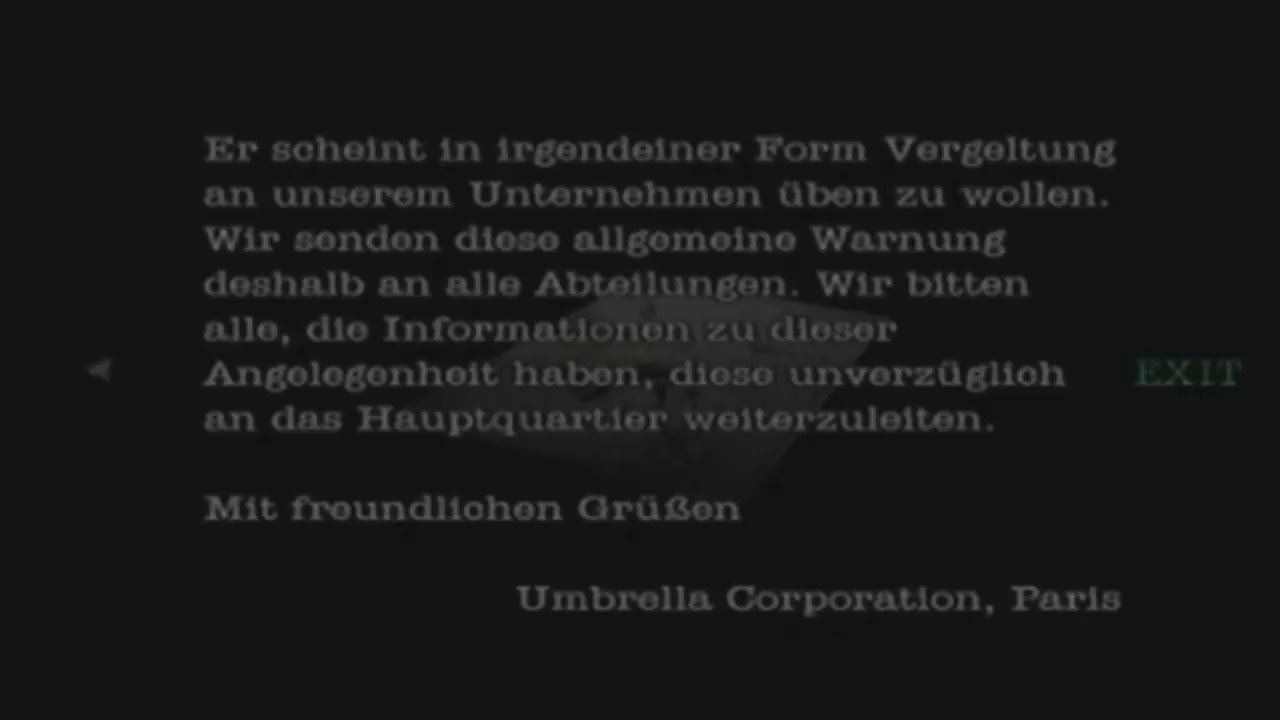 Er scheint in irgendeiner Form Vergeltung
an unserem Unternehmen üben zu wollen.
Wir senden diese allgemeine Warnung
deshalb an alle Abteilungen. Wir bitten
alle, die Informationen zu dieser
Angelegenheit haben, diese unverzüglich
EXIT
an das Hauptquartier weiterzuleiten.
Mit freundlichen Grüßen
Umbrella Corporation, Paris